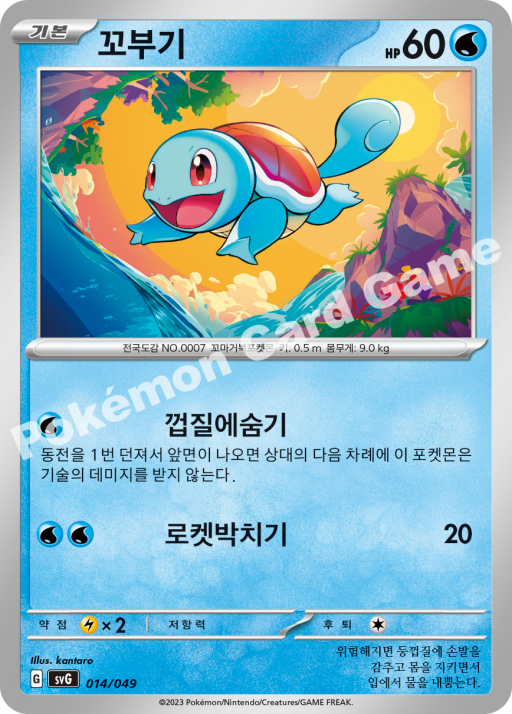 기본 꼬부기 HP 60
전국도감 NO.0007 꼬마거북포켓몬 키: 0.5 m 몸무게: 9.0 kg
Pokémon Card Game
껍질에숨기
동전을 1번 던져서 앞면이 나오면 상대의 다음 차례에 이 포켓몬은
기술의 데미지를 받지 않는다.
로켓박치기 20
약점 ×2 저항력 후퇴
Illus. kantaro
G svG 014/049
위험해지면 등껍질에 손발을
감추고 몸을 지키면서
입에서 물을 내뿜는다.
©2023 Pokémon/Nintendo/Creatures/GAME FREAK.